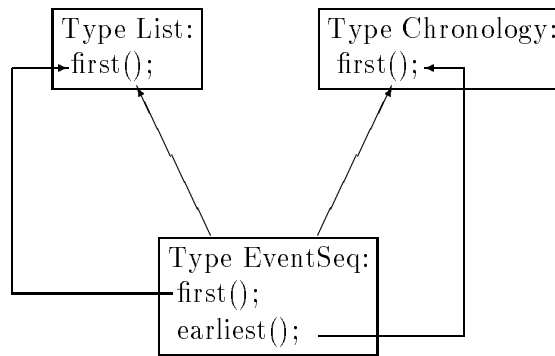 Type List:
first();
Type Chronology:
first();
Type EventSeq:
first();
earliest();